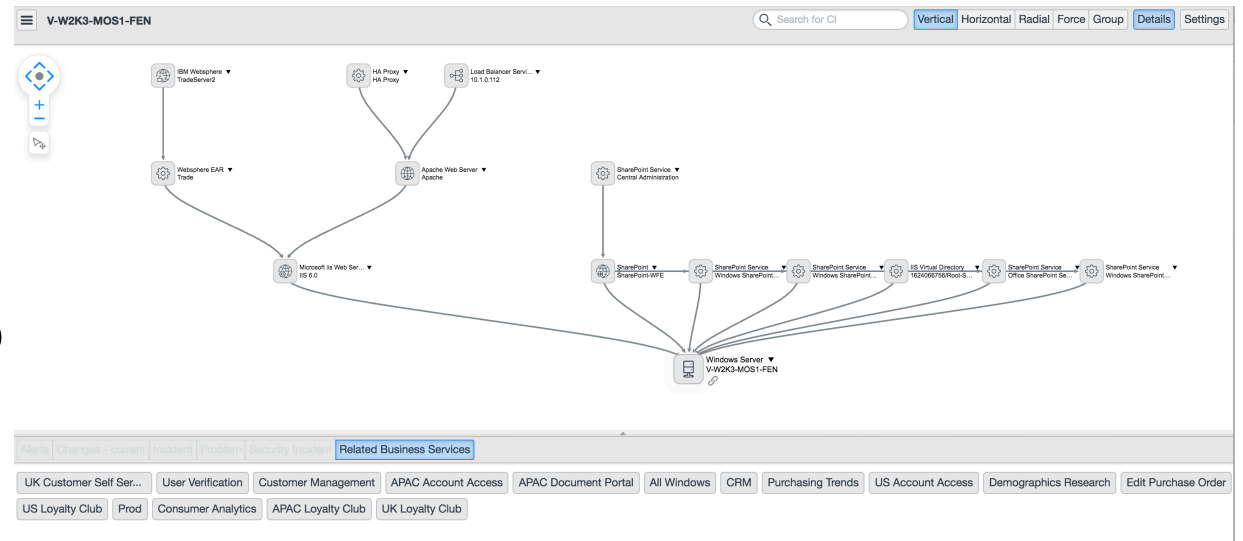 V-W2K3-MOS1-FEN
Search for CI
Vertical Horizontal Radial Force Group Details Settings
IBM Websphere
TradeServer2
HA Proxy
HA Proxy
Load Balancer Servi...
10.1.0.112
Websphere EAR
Trade
Apache Web Server
Apache
SharePoint Service
Central Administration
Microsoft Iis Web Ser...
IIS 6.0
SharePoint
SharePoint-WFE
SharePoint Service
Windows SharePoint...
SharePoint Service
Windows SharePoint...
IIS Virtual Directory
1624066756/Root-S...
SharePoint Service
Office SharePoint Se...
SharePoint Service
Windows SharePoint...
Windows Server
V-W2K3-MOS1-FEN
Alerts Changes - current Incident Problem Security Incident Related Business Services
UK Customer Self Ser... User Verification Customer Management APAC Account Access APAC Document Portal All Windows CRM Purchasing Trends US Account Access Demographics Research Edit Purchase Order
US Loyalty Club Prod Consumer Analytics APAC Loyalty Club UK Loyalty Club